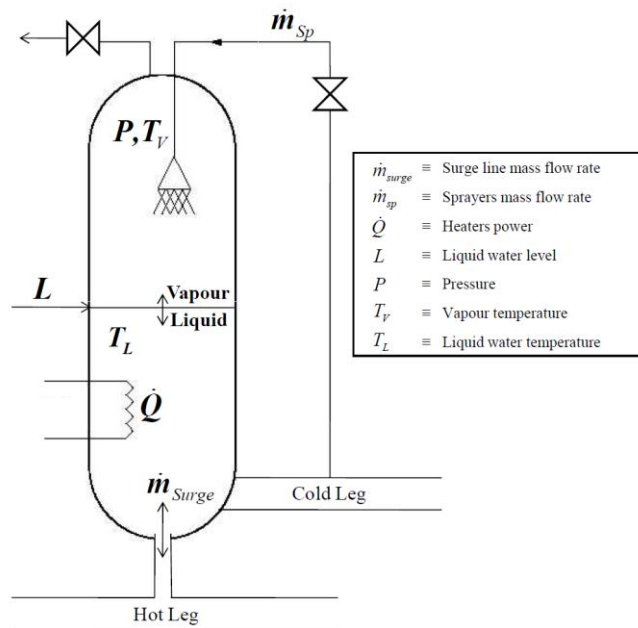 ṁ_Sp
P,T_V
L
Vapour
Liquid
T_L
Q̇
ṁ_Surge
Cold Leg
Hot Leg
ṁ_surge ≡ Surge line mass flow rate
ṁ_sp ≡ Sprayers mass flow rate
Q̇ ≡ Heaters power
L ≡ Liquid water level
P ≡ Pressure
T_V ≡ Vapour temperature
T_L ≡ Liquid water temperature